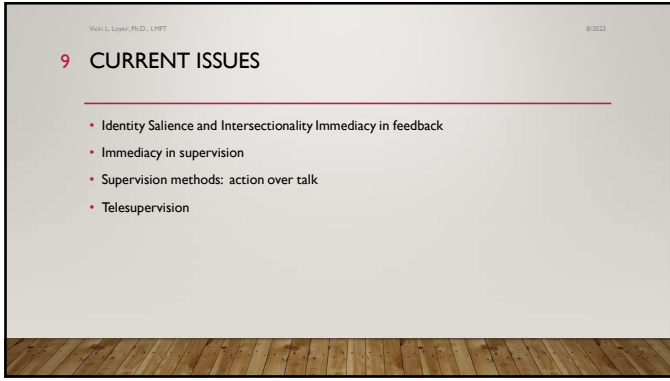 Vicki L. Loyer, Ph.D., LMFT 8/2022
9 CURRENT ISSUES
• Identity Salience and Intersectionality Immediacy in feedback
• Immediacy in supervision
• Supervision methods: action over talk
• Telesupervision